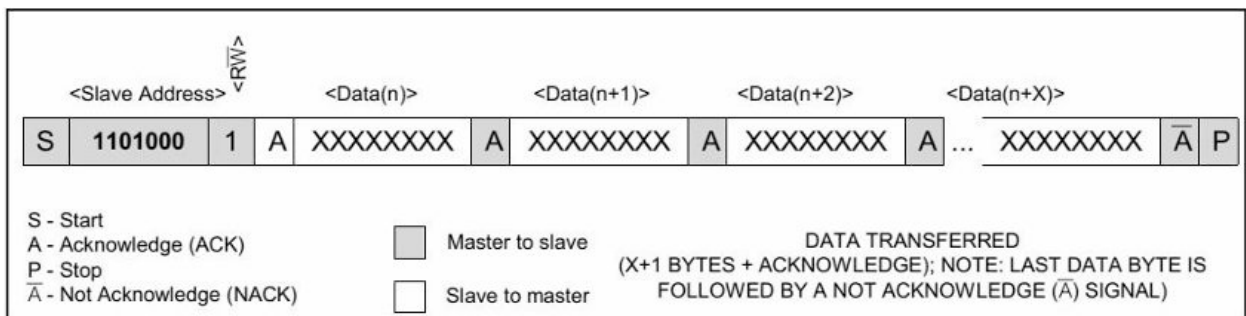 <RW̅>
<Slave Address> <Data(n)> <Data(n+1)> <Data(n+2)> <Data(n+X)>
S 1101000 1 A XXXXXXXX A XXXXXXXX A XXXXXXXX A ... XXXXXXXX A̅ P
S - Start
A - Acknowledge (ACK)
P - Stop
A̅ - Not Acknowledge (NACK)
Master to slave
Slave to master
DATA TRANSFERRED
(X+1 BYTES + ACKNOWLEDGE); NOTE: LAST DATA BYTE IS
FOLLOWED BY A NOT ACKNOWLEDGE (A̅) SIGNAL)